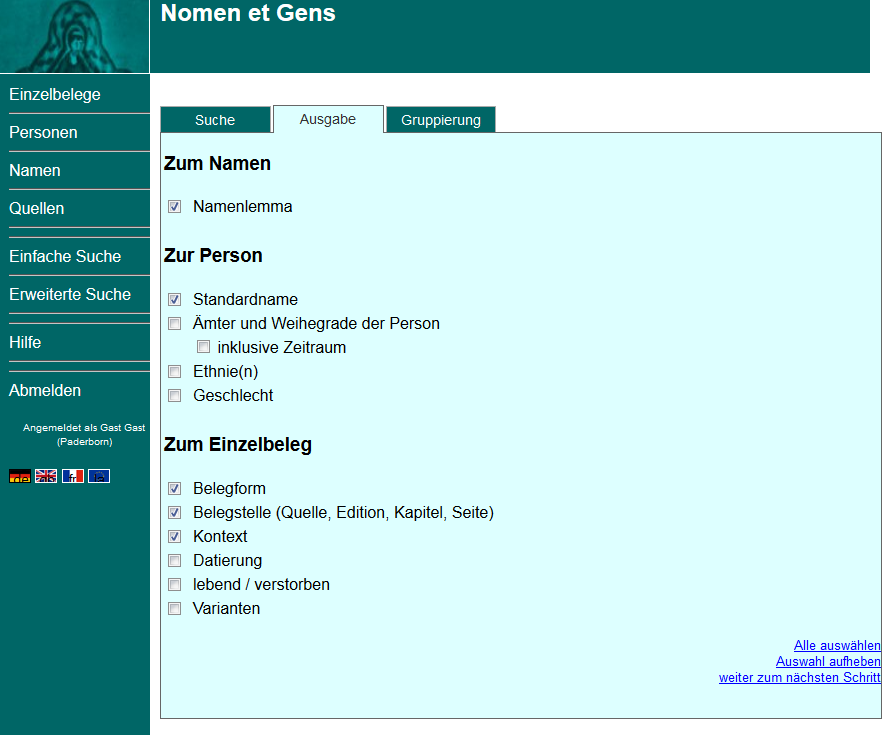 Nomen et Gens
Einzelbelege
Personen
Namen
Quellen
Einfache Suche
Erweiterte Suche
Hilfe
Abmelden
Angemeldet als Gast Gast
(Paderborn)
Suche
Ausgabe
Gruppierung
Zum Namen
Namenlemma
Zur Person
Standardname
Ämter und Weihegrade der Person
inklusive Zeitraum
Ethnie(n)
Geschlecht
Zum Einzelbeleg
Belegform
Belegstelle (Quelle, Edition, Kapitel, Seite)
Kontext
Datierung
lebend / verstorben
Varianten
Alle auswählen
Auswahl aufheben
weiter zum nächsten Schritt